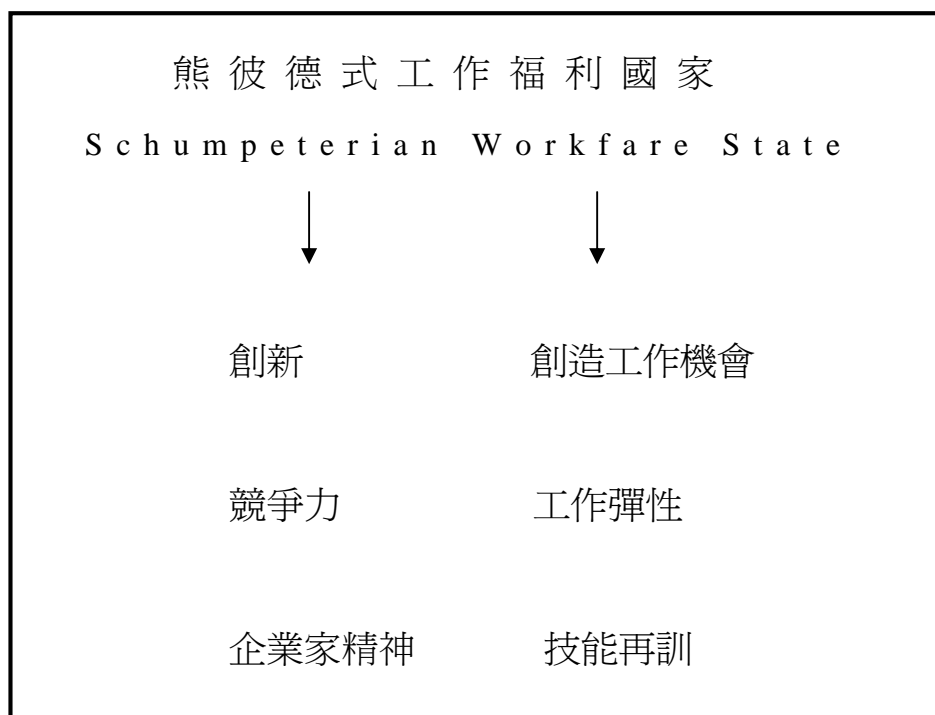 熊彼德式工作福利國家
Schumpeterian Workfare State
創新 創造工作機會
競爭力 工作彈性
企業家精神 技能再訓